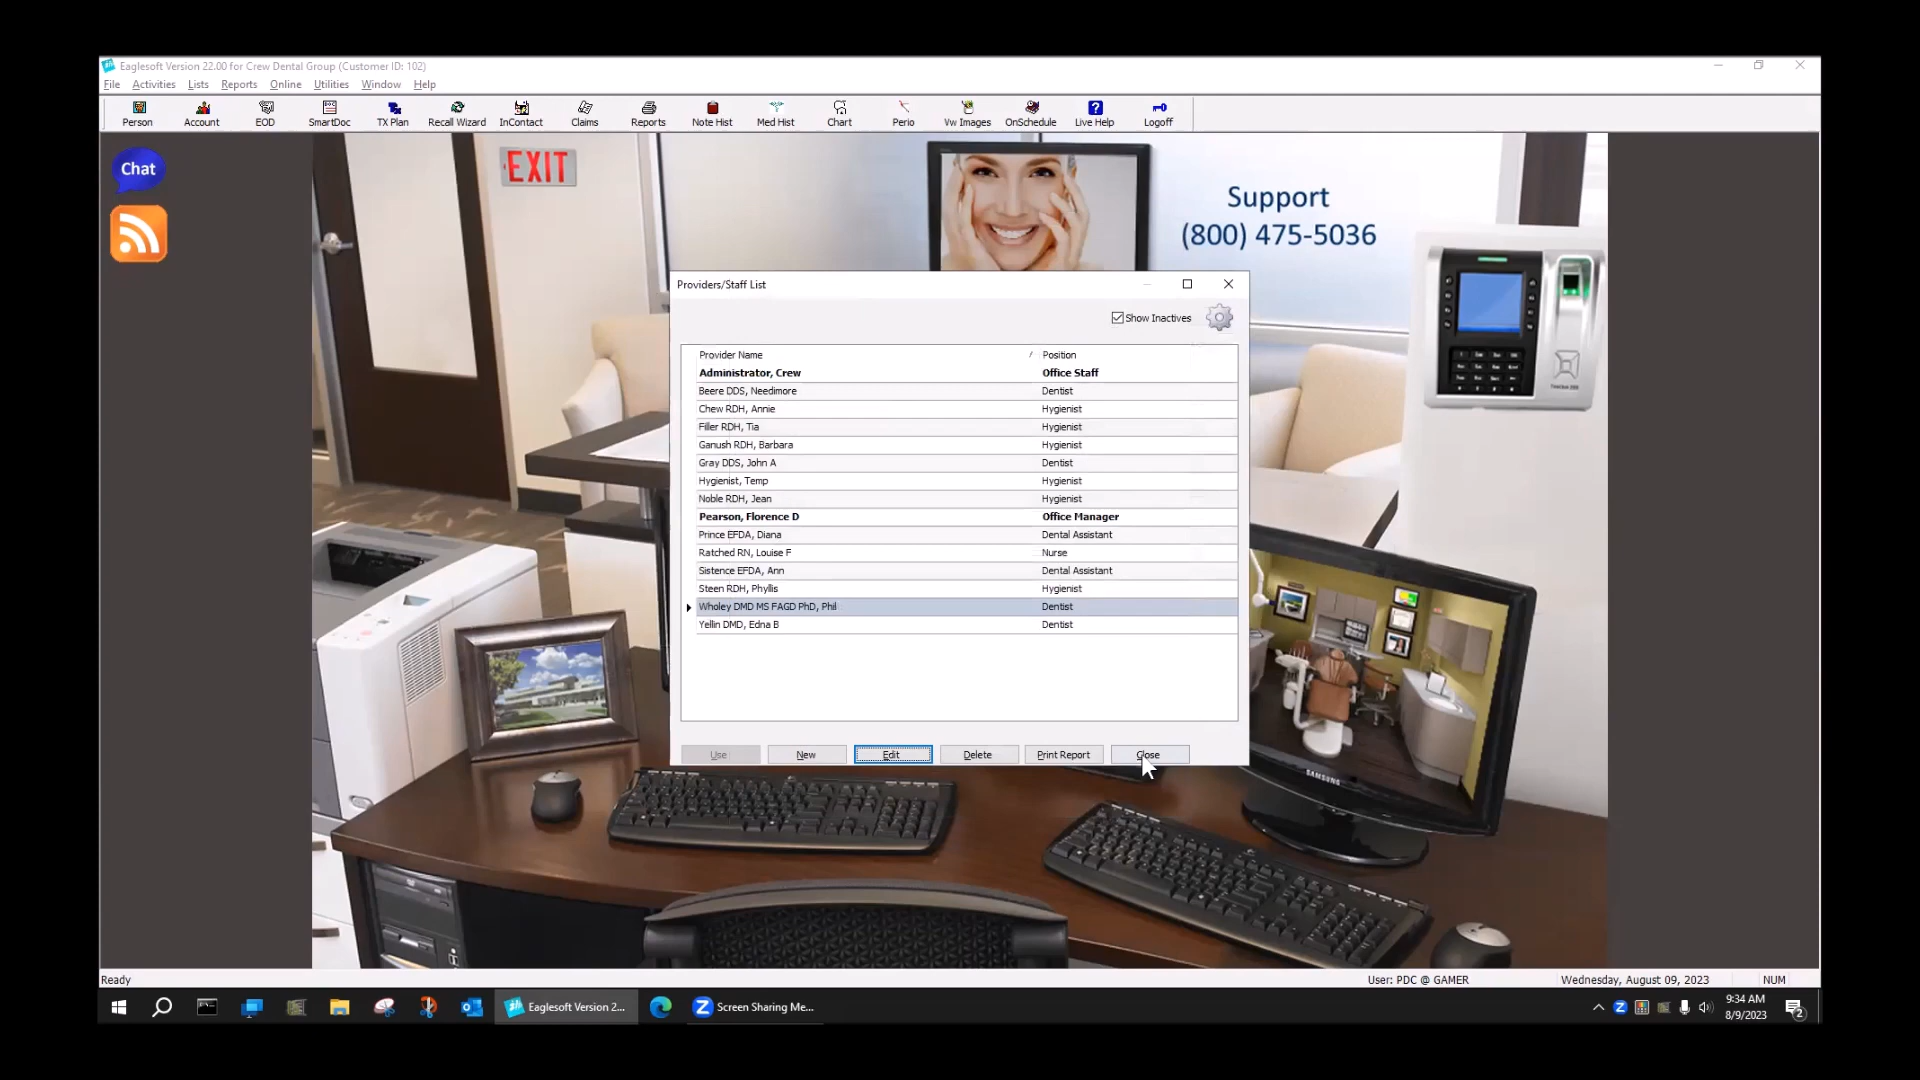 Eaglesoft Version 22.00 for Crew Dental Group (Customer ID: 102)
File Activities Lists Reports Online Utilities Window Help
Person Account EOD SmartDoc TX Plan Recall Wizard InContact Claims Reports Note Hist Med Hist Chart Perio Vw Images OnSchedule Live Help Logoff
Chat
EXIT
Support
(800) 475-5036
Providers/Staff List
Show Inactives
Provider Name / Position
Administrator, Crew Office Staff
Beere DDS, Needimore Dentist
Chew RDH, Annie Hygienist
Filler RDH, Tia Hygienist
Ganush RDH, Barbara Hygienist
Gray DDS, John A Dentist
Hygienist, Temp Hygienist
Noble RDH, Jean Hygienist
Pearson, Florence D Office Manager
Prince EFDA, Diana Dental Assistant
Ratched RN, Louise F Nurse
Sistence EFDA, Ann Dental Assistant
Steen RDH, Phyllis Hygienist
Wholey DMD MS FAGD PhD, Phil Dentist
Yellin DMD, Edna B Dentist
Use New Edit Delete Print Report Close
SAMSUNG
Ready User: PDC @ GAMER Wednesday, August 09, 2023 NUM
Eaglesoft Version 2... Screen Sharing Me... 9:34 AM
8/9/2023
2